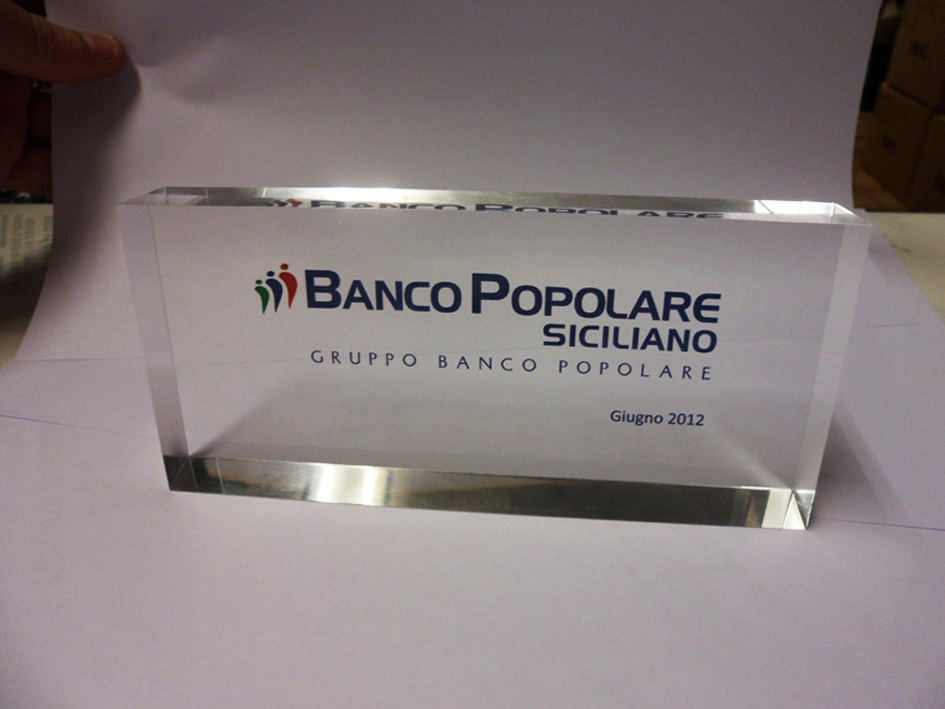 BANCO POPOLARE
SICILIANO
GRUPPO BANCO POPOLARE
Giugno 2012